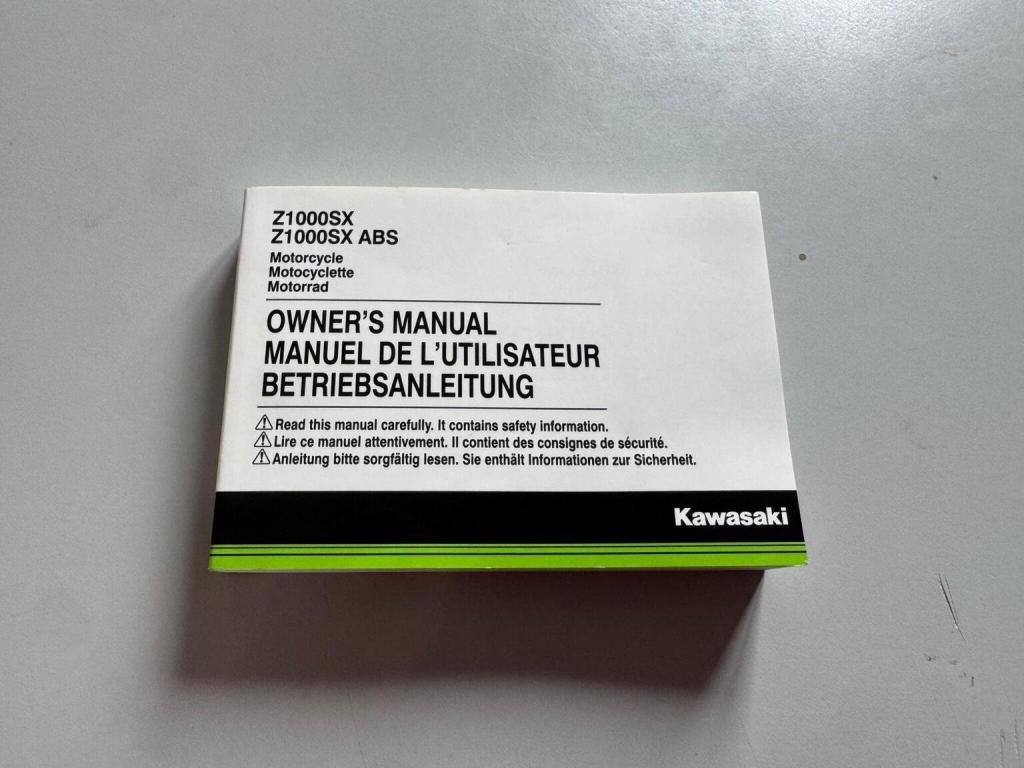 Z1000SX
Z1000SX ABS
Motorcycle
Motocyclette
Motorrad
OWNER'S MANUAL
MANUEL DE L'UTILISATEUR
BETRIEBSANLEITUNG
⚠Read this manual carefully. It contains safety information.
⚠Lire ce manuel attentivement. Il contient des consignes de sécurité.
⚠Anleitung bitte sorgfältig lesen. Sie enthält Informationen zur Sicherheit.
Kawasaki